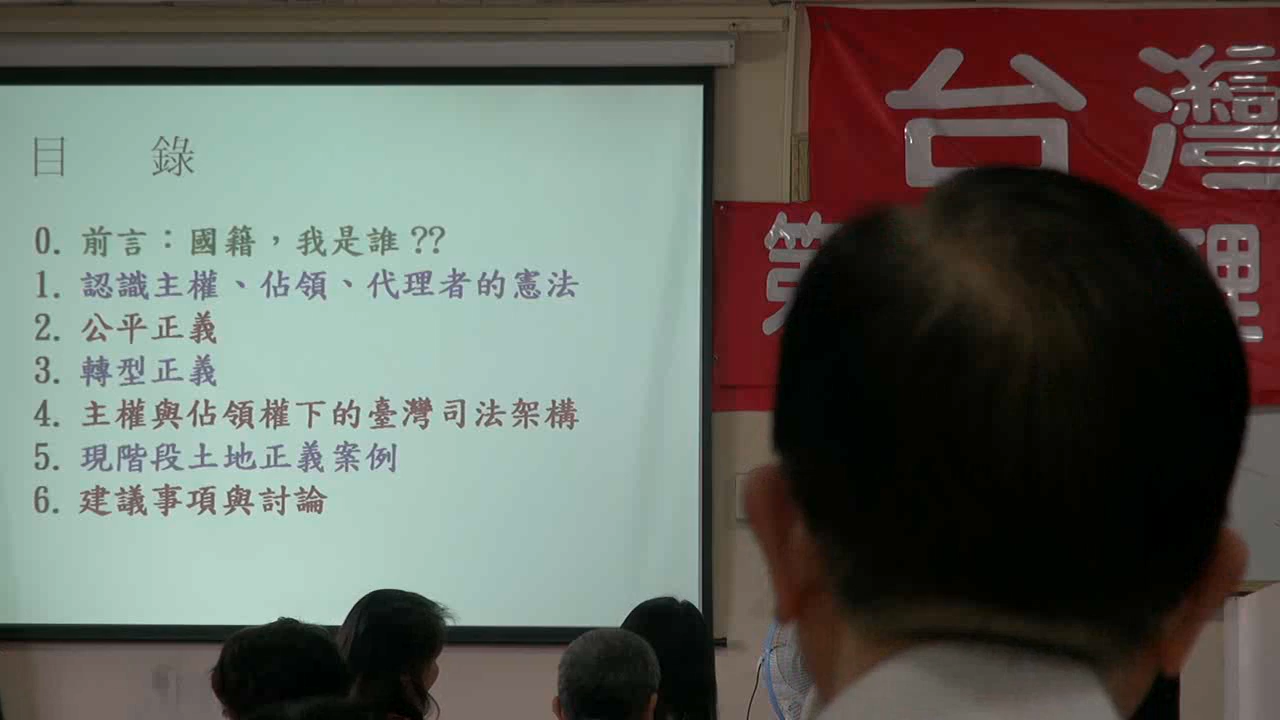 目 錄
0. 前言：國籍，我是誰??
1. 認識主權、佔領、代理者的憲法
2. 公平正義
3. 轉型正義
4. 主權與佔領權下的臺灣司法架構
5. 現階段土地正義案例
6. 建議事項與討論
台灣
第
理